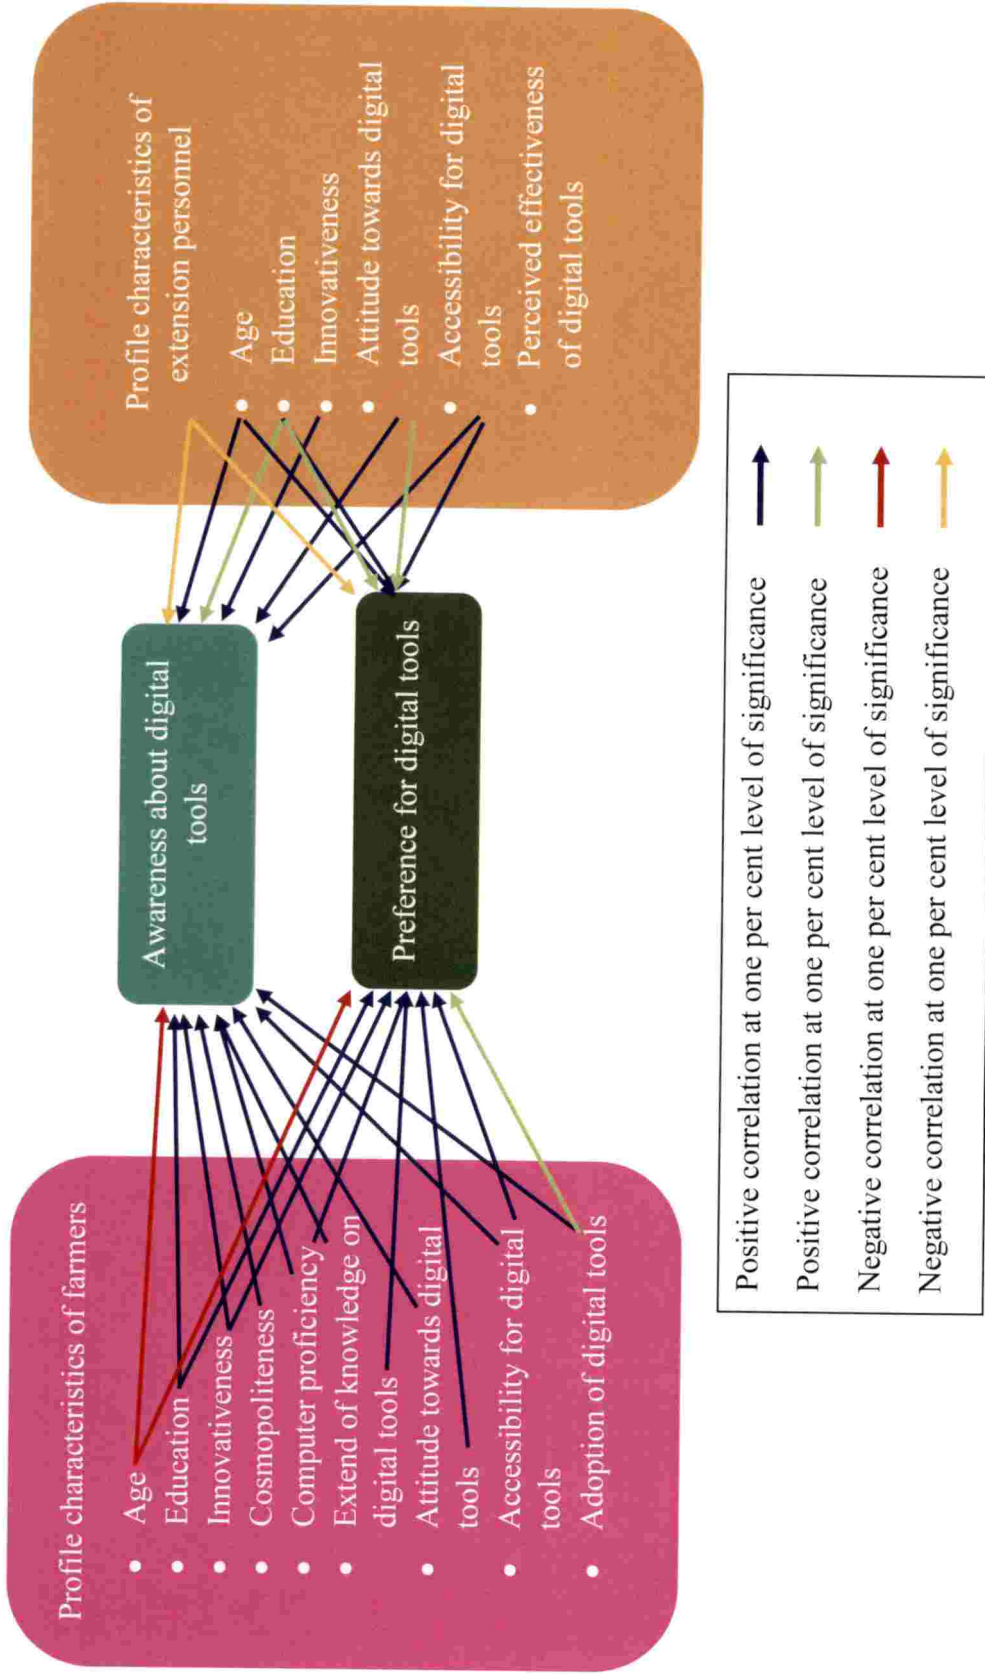 Profile characteristics of farmers
Age
Education
Innovativeness
Cosmopoliteness
Computer proficiency
Extend of knowledge on
digital tools
Attitude towards digital
tools
Accessibility for digital
tools
Adoption of digital tools
Awareness about digital
tools
Preference for digital tools
Profile characteristics of
extension personnel
Age
Education
Innovativeness
Attitude towards digital
tools
Accessibility for digital
tools
Perceived effectiveness
of digital tools
Positive correlation at one per cent level of significance
Positive correlation at one per cent level of significance
Negative correlation at one per cent level of significance
Negative correlation at one per cent level of significance